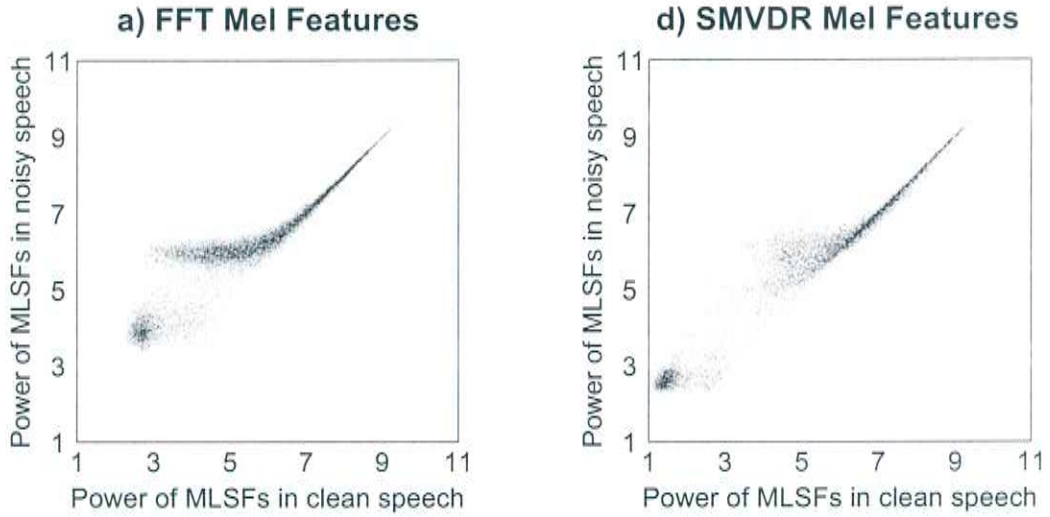 a) FFT Mel Features
Power of MLSFs in noisy speech
11
9
7
5
3
1
1 3 5 7 9 11
Power of MLSFs in clean speech
d) SMVDR Mel Features
Power of MLSFs in noisy speech
11
9
7
5
3
1
1 3 5 7 9 11
Power of MLSFs in clean speech